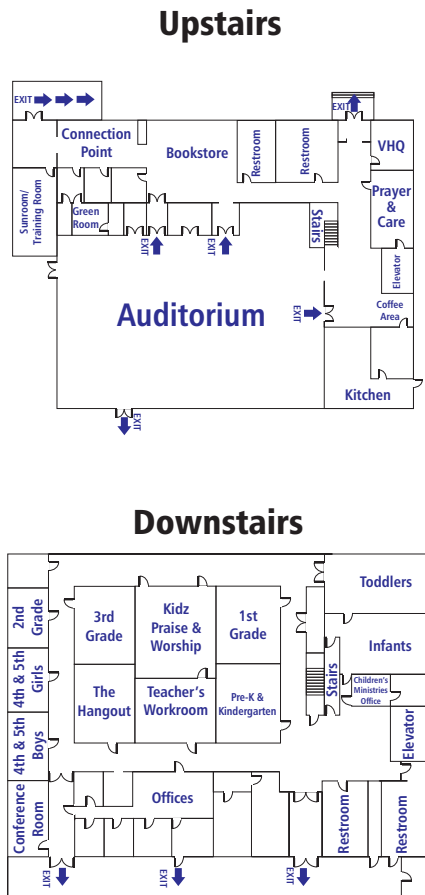 Upstairs
EXIT
Connection
Point
Bookstore
Restroom
Restroom
EXIT
VHQ
Sunroom/
Training Room
Green
Room
Prayer
&
Care
Stairs
EXIT
EXIT
Elevator
Auditorium
EXIT
Coffee
Area
Kitchen
EXIT
Downstairs
2nd
Grade
3rd
Grade
Kidz
Praise &
Worship
1st
Grade
Toddlers
Infants
4th & 5th
Girls
The
Hangout
Teacher's
Workroom
Pre-K &
Kindergarten
Stairs
Children's
Ministries
Office
4th & 5th
Boys
Elevator
Conference
Room
Offices
Restroom
Restroom
EXIT
EXIT
EXIT